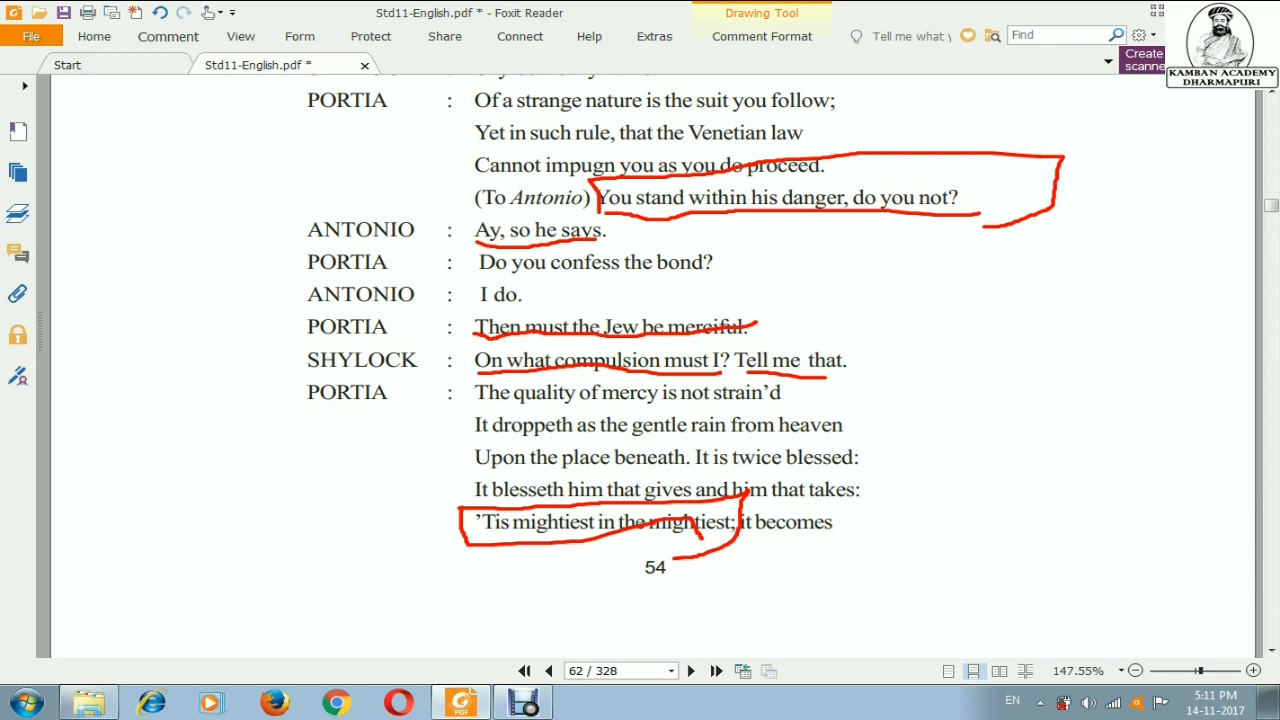 Std11-English.pdf * - Foxit Reader
Drawing Tool
File Home Comment View Form Protect Share Connect Help Extras Comment Format Tell me what y Find
Start Std11-English.pdf * x
Create
scanne
KAMBAN ACADEMY
DHARMAPURI
PORTIA : Of a strange nature is the suit you follow;
Yet in such rule, that the Venetian law
Cannot impugn you as you do proceed.
(To Antonio) You stand within his danger, do you not?
ANTONIO : Ay, so he says.
PORTIA : Do you confess the bond?
ANTONIO : I do.
PORTIA : Then must the Jew be merciful.
SHYLOCK : On what compulsion must I? Tell me that.
PORTIA : The quality of mercy is not strain’d
It droppeth as the gentle rain from heaven
Upon the place beneath. It is twice blessed:
It blesseth him that gives and him that takes:
’Tis mightiest in the mightiest; it becomes
54
62 / 328
147.55%
EN
5:11 PM
14-11-2017